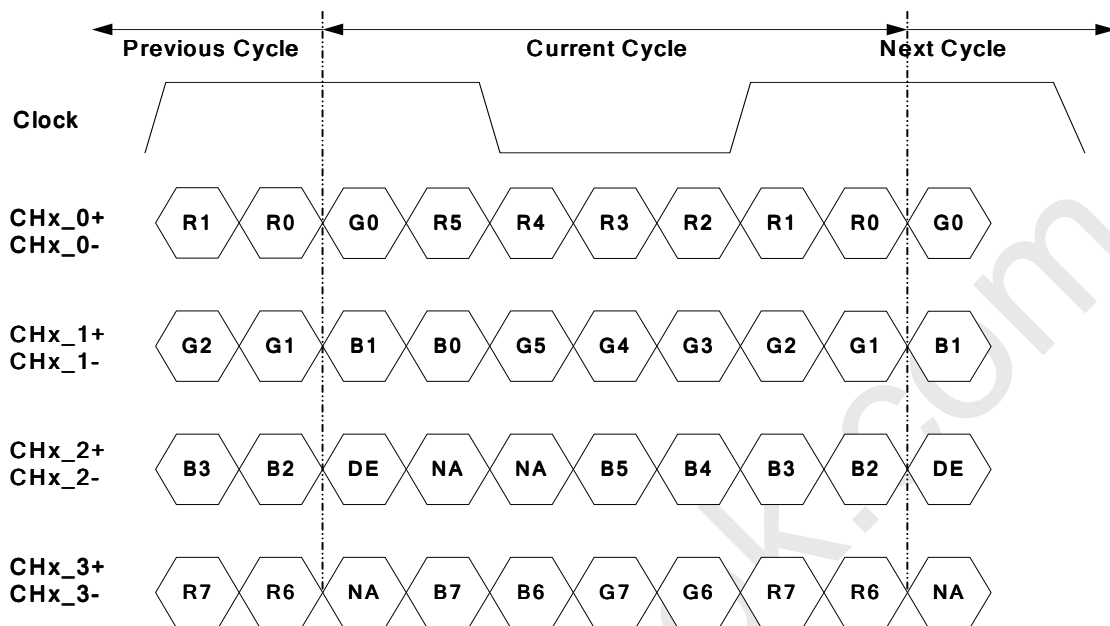 Previous Cycle Current Cycle Next Cycle
Clock
CHx_0+
CHx_0-
R1 R0 G0 R5 R4 R3 R2 R1 R0 G0
CHx_1+
CHx_1-
G2 G1 B1 B0 G5 G4 G3 G2 G1 B1
CHx_2+
CHx_2-
B3 B2 DE NA NA B5 B4 B3 B2 DE
CHx_3+
CHx_3-
R7 R6 NA B7 B6 G7 G6 R7 R6 NA
k.com